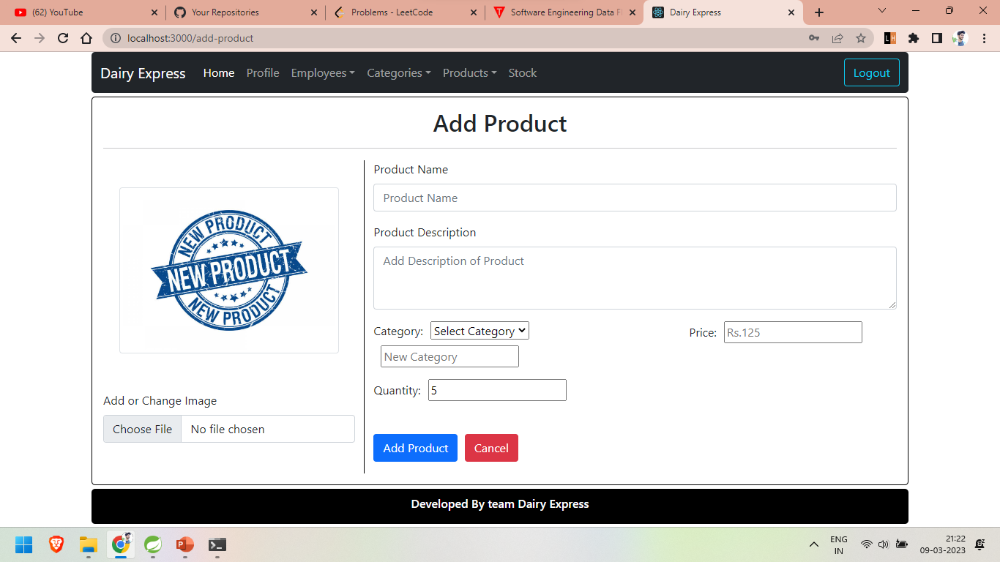 (62) YouTube
Your Repositories
Problems - LeetCode
Software Engineering Data Fl
Dairy Express
localhost:3000/add-product
LH
Dairy Express Home Profile Employees Categories Products Stock Logout
Add Product
NEW PRODUCT
NEW PRODUCT
NEW PRODUCT
Add or Change Image
Choose File No file chosen
Product Name
Product Name
Product Description
Add Description of Product
Category: Select Category Price: Rs.125
New Category
Quantity: 5
Add Product Cancel
Developed By team Dairy Express
ENG
IN
21:22
09-03-2023